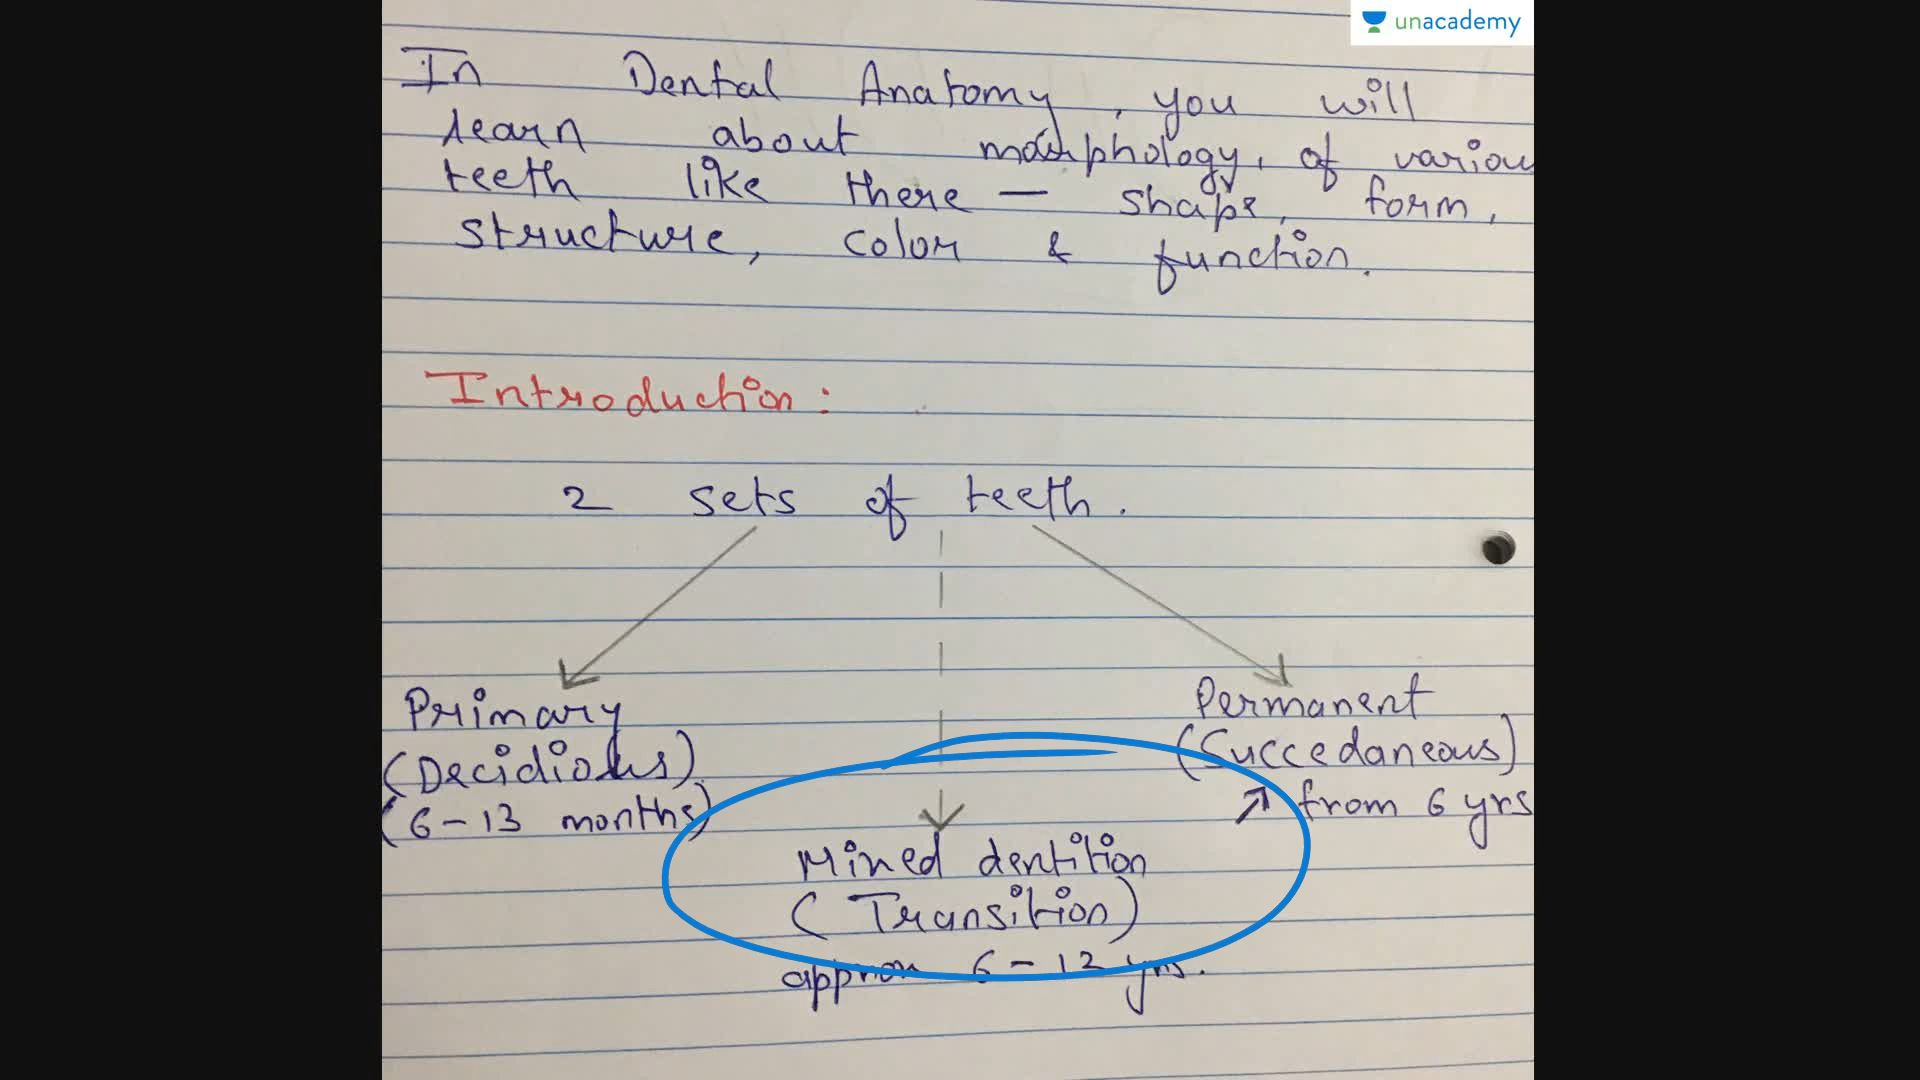 unacademy
In Dental Anatomy, you will
learn about morphology, of various
teeth like there — shape, form,
structure, color & function.
Introduction:
2 sets of teeth.
Primary
(Decidious)
(6-13 months)
Permanent
(Succedaneous)
↗ from 6 yrs
Mixed dentition
(Transition)
approx 6-12 yrs.